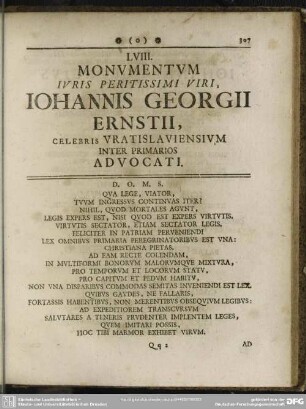 (o) 307
LVIII.
MONVMENTVM
IVRIS PERITISSIMI VIRI,
IOHANNIS GEORGII
ERNSTII,
CELEBRIS VRATISLAVIENSIVM
INTER PRIMARIOS
ADVOCATI.
D. O. M. S.
QVA LEGE, VIATOR,
TVVM INGRESSVS CONTINVAS ITER?
NIHIL, QVOD MORTALES AGVNT,
LEGIS EXPERS EST, NISI QVOD EST EXPERS VIRTVTIS,
VIRTVTIS SECTATOR, ETIAM SECTATOR LEGIS,
FELICITER IN PATRIAM PERVENIENDI
LEX OMNIBVS PRIMARIA PEREGRINATORIBVS EST VNA:
CHRISTIANA PIETAS,
AD EAM RECTE COLENDAM,
IN MVLTIFORMI BONORVM MALORVMQVE MIXTVRA,
PRO TEMPORVM ET LOCORVM STATV,
PRO CAPITVM ET FIDVM HABITV,
NON VNA DISPARIBVS COMMODAS SEMITAS INVENIENDI EST LEX.
QVIBVS GAVDES, NE FALLARIS,
FORTASSIS HABENTIBVS, NON MERENTIBVS OBSEQVIVM LEGIBVS:
AD EXPEDITOREM TRANSCVRSVM
SALVTARES A TENERIS PRVDENTER IMPLENTEM LEGES,
QVEM IMITARI POSSIS,
HOC TIBI MARMOR EXHIBET VIRVM.
Qq 2 AD